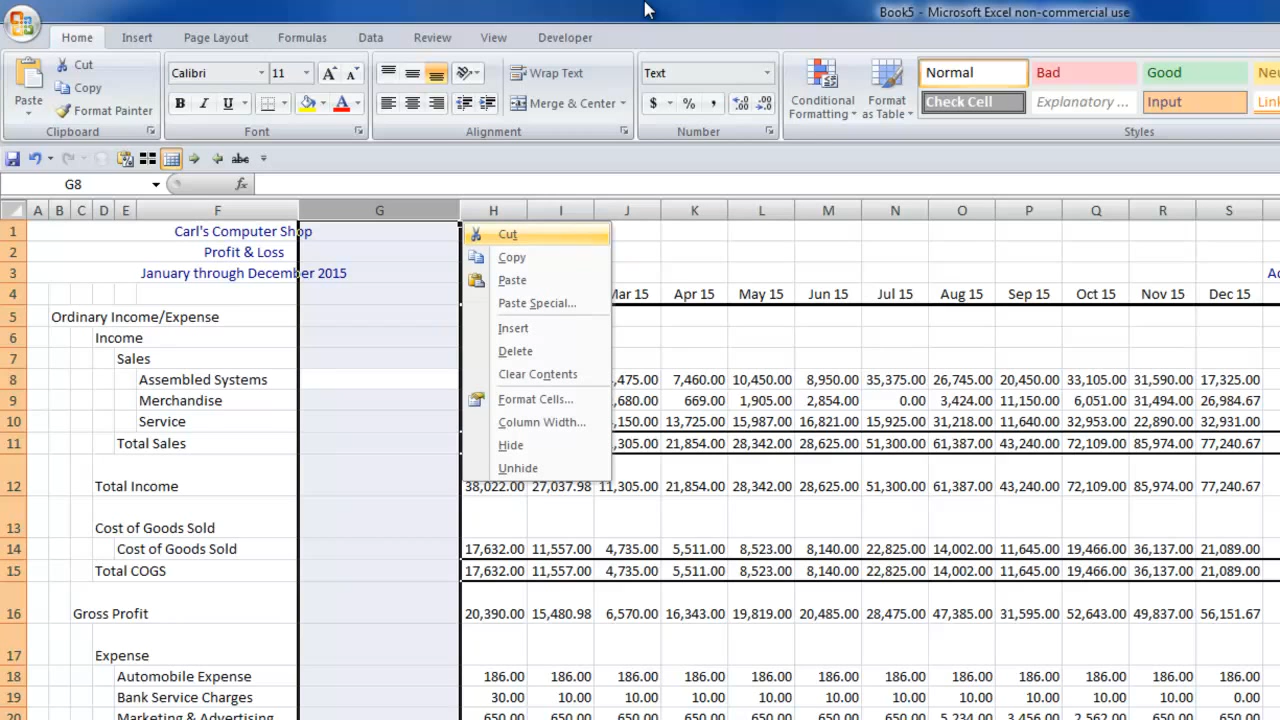 Book5 - Microsoft Excel non-commercial use
Home Insert Page Layout Formulas Data Review View Developer
Paste
Cut
Copy
Format Painter
Clipboard
Calibri 11 A A
B I U A
Font
Wrap Text
Merge & Center
Alignment
Text
$ % ,
Number
Conditional Formatting
Format as Table
Normal Bad Good
Check Cell Explanatory ... Input
Styles
abc
G8 fx
A B C D E F G H I J K L M N O P Q R S
1 Carl's Computer Shop
2 Profit & Loss
3 January through December 2015
4 Mar 15 Apr 15 May 15 Jun 15 Jul 15 Aug 15 Sep 15 Oct 15 Nov 15 Dec 15
5 Ordinary Income/Expense
6 Income
7 Sales
8 Assembled Systems ,475.00 7,460.00 10,450.00 8,950.00 35,375.00 26,745.00 20,450.00 33,105.00 31,590.00 17,325.00
9 Merchandise ,680.00 669.00 1,905.00 2,854.00 0.00 3,424.00 11,150.00 6,051.00 31,494.00 26,984.67
10 Service ,150.00 13,725.00 15,987.00 16,821.00 15,925.00 31,218.00 11,640.00 32,953.00 22,890.00 32,931.00
11 Total Sales ,305.00 21,854.00 28,342.00 28,625.00 51,300.00 61,387.00 43,240.00 72,109.00 85,974.00 77,240.67
12 Total Income 38,022.00 27,037.98 11,305.00 21,854.00 28,342.00 28,625.00 51,300.00 61,387.00 43,240.00 72,109.00 85,974.00 77,240.67
13 Cost of Goods Sold
14 Cost of Goods Sold 17,632.00 11,557.00 4,735.00 5,511.00 8,523.00 8,140.00 22,825.00 14,002.00 11,645.00 19,466.00 36,137.00 21,089.00
15 Total COGS 17,632.00 11,557.00 4,735.00 5,511.00 8,523.00 8,140.00 22,825.00 14,002.00 11,645.00 19,466.00 36,137.00 21,089.00
16 Gross Profit 20,390.00 15,480.98 6,570.00 16,343.00 19,819.00 20,485.00 28,475.00 47,385.00 31,595.00 52,643.00 49,837.00 56,151.67
17 Expense
18 Automobile Expense 186.00 186.00 186.00 186.00 186.00 186.00 186.00 186.00 186.00 186.00 186.00 186.00
19 Bank Service Charges 30.00 10.00 10.00 10.00 10.00 10.00 10.00 10.00 10.00 10.00 10.00 0.00
20 Marketing & Advertising 650.00 650.00 650.00 650.00 650.00 650.00 650.00 5,234.00 3,456.00 2,562.00 650.00 650.00
Cut
Copy
Paste
Paste Special...
Insert
Delete
Clear Contents
Format Cells...
Column Width...
Hide
Unhide